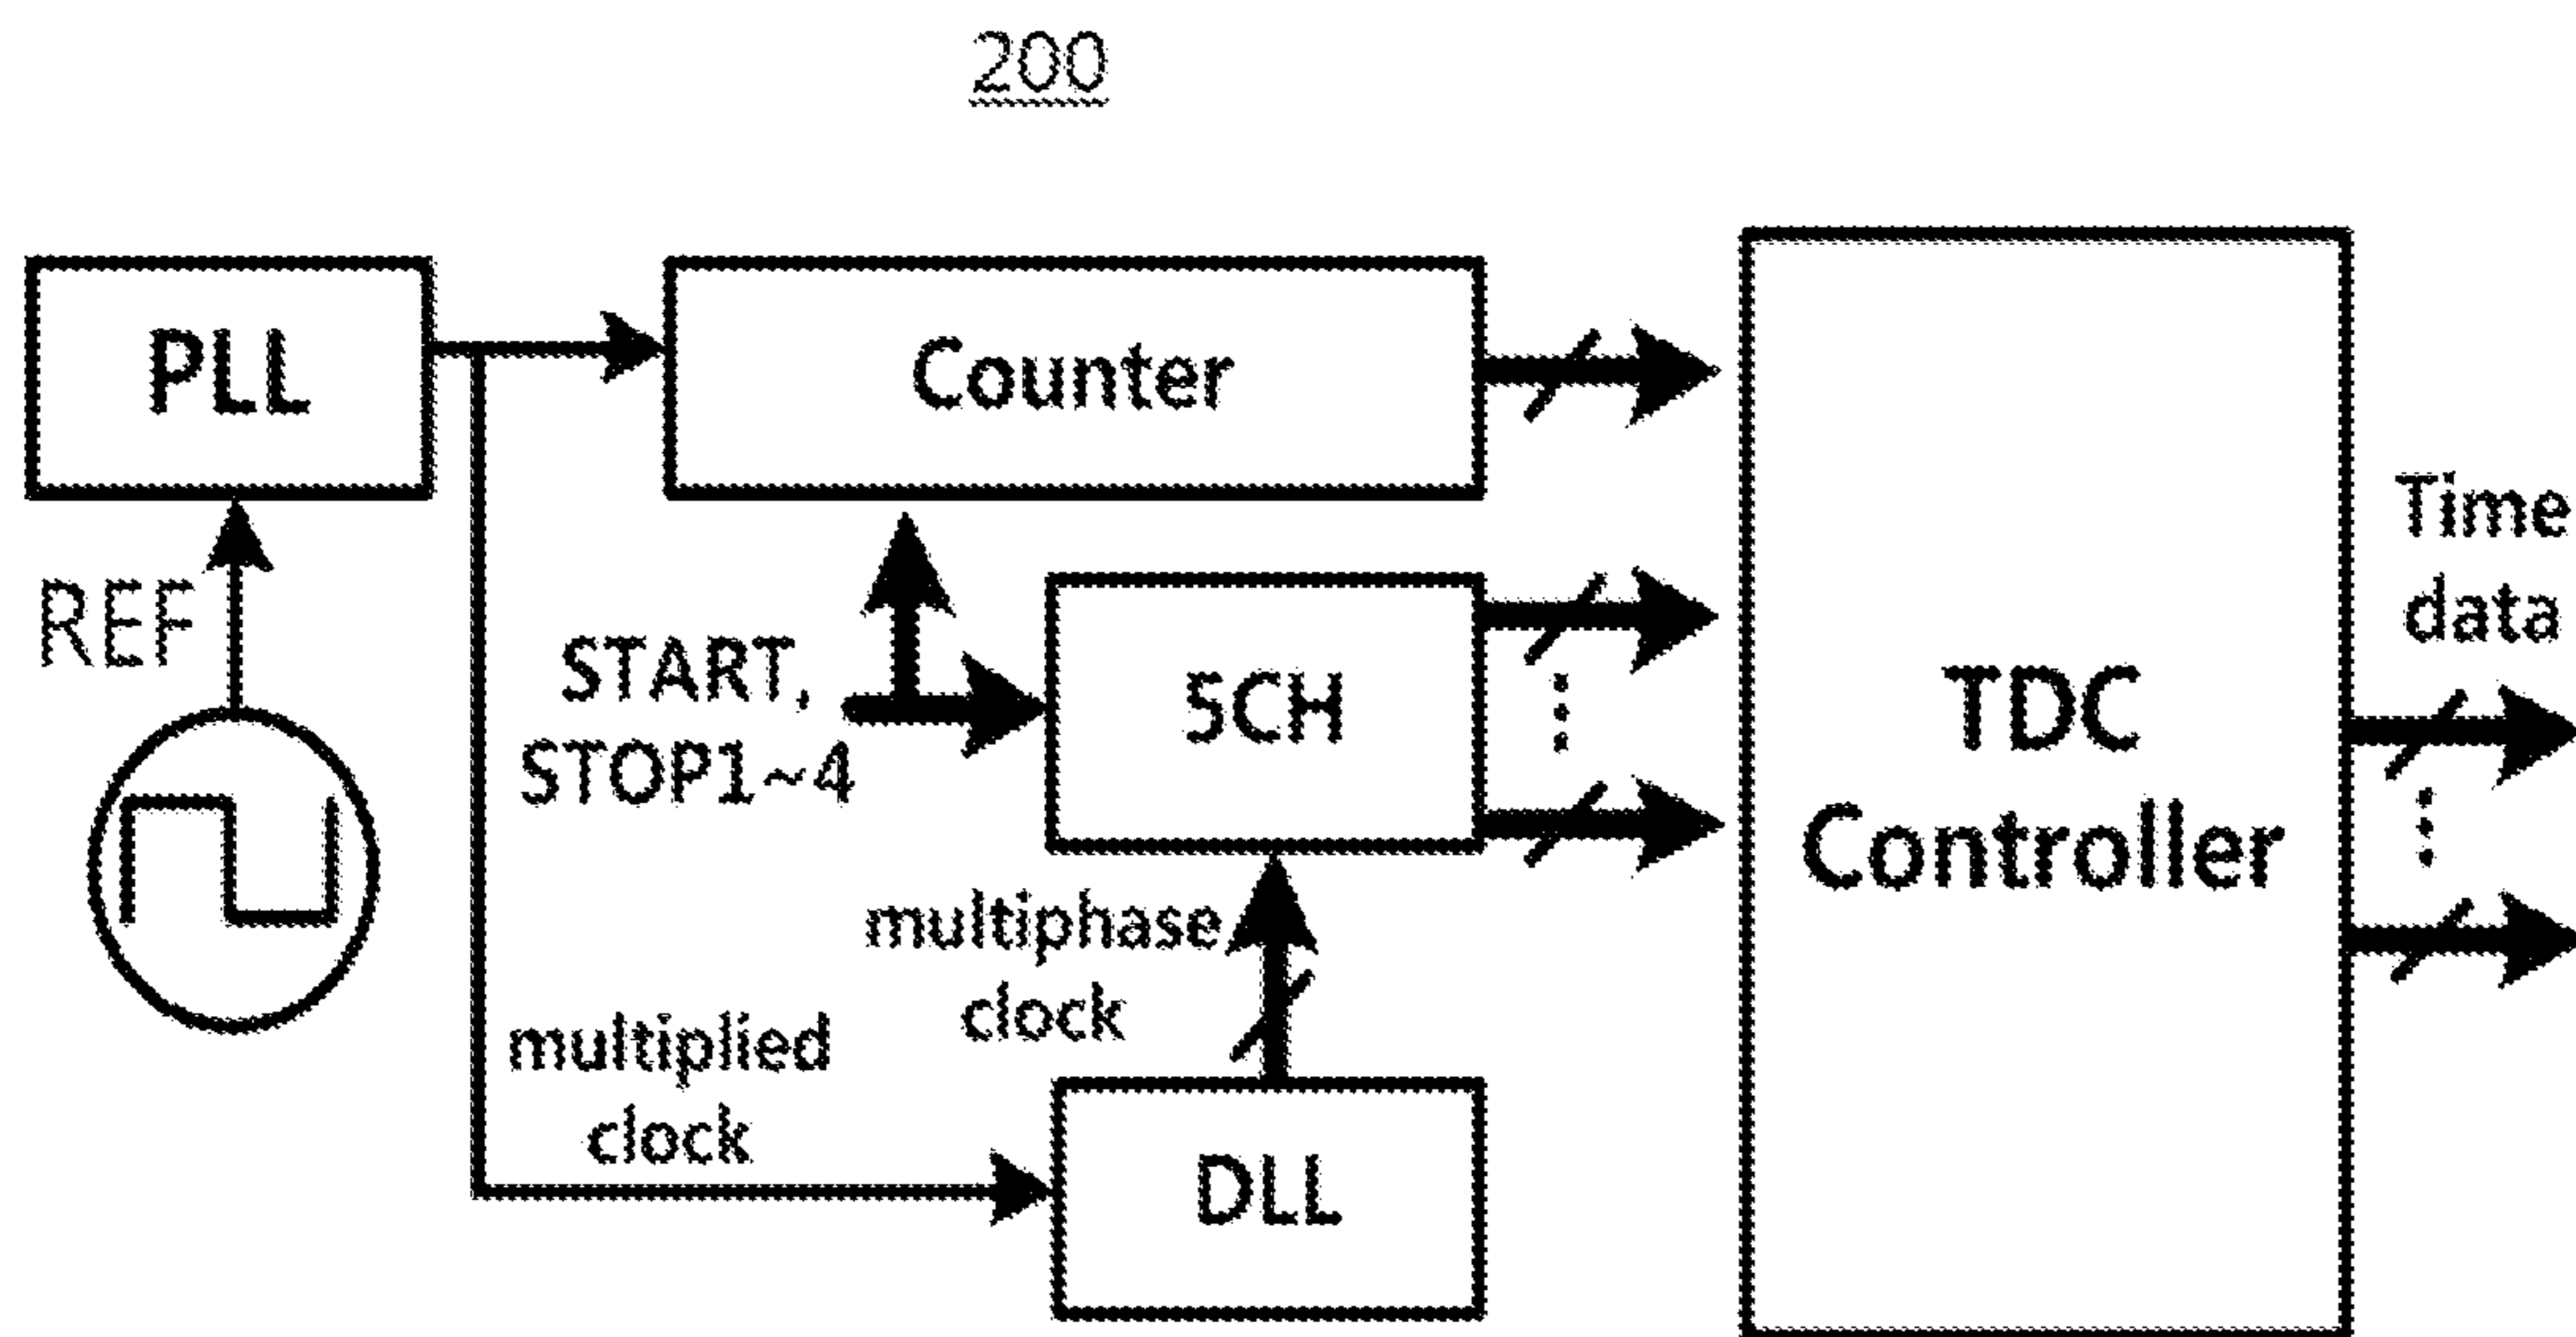 200
PLL
Counter
REF
START,
STOP1~4
5CH
Time
data
TDC
Controller
multiphase
clock
multiplied
clock
DLL